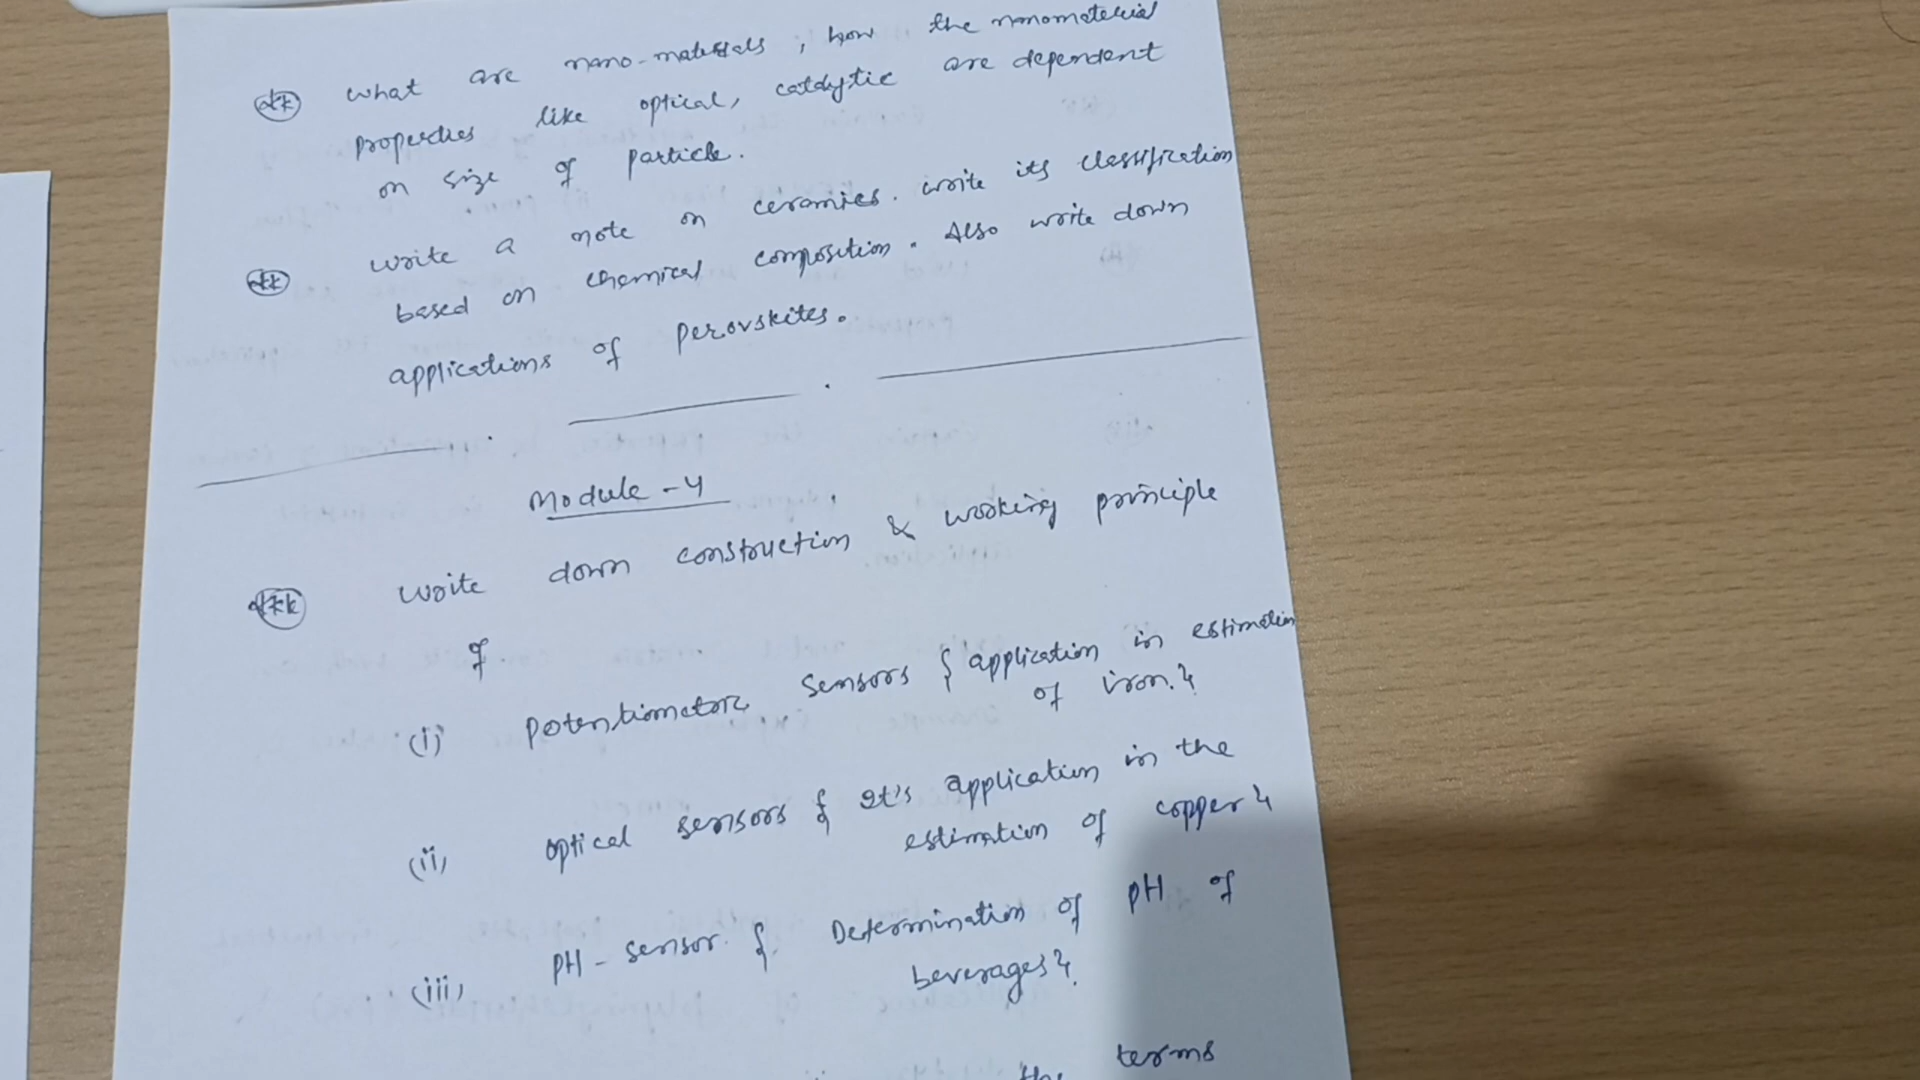 ** What are nano-materials, how the nanomaterial
properties like optical, catalytic are dependent
on size of particle.
** write a note on ceramics. write its classification
based on chemical composition. Also write down
applications of perovskites.
Module - 4
*** write down construction & working principle
of
(i) potentiometric sensors & application in estimation
of iron.
(ii) optical sensors & It's application in the
estimation of copper
(iii) pH - sensor & Determination of pH of
beverages
the terms